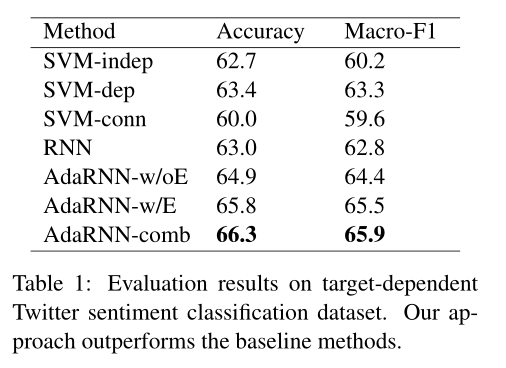 Method Accuracy Macro-F1
SVM-indep 62.7 60.2
SVM-dep 63.4 63.3
SVM-conn 60.0 59.6
RNN 63.0 62.8
AdaRNN-w/oE 64.9 64.4
AdaRNN-w/E 65.8 65.5
AdaRNN-comb 66.3 65.9
Table 1: Evaluation results on target-dependent
Twitter sentiment classification dataset. Our ap-
proach outperforms the baseline methods.